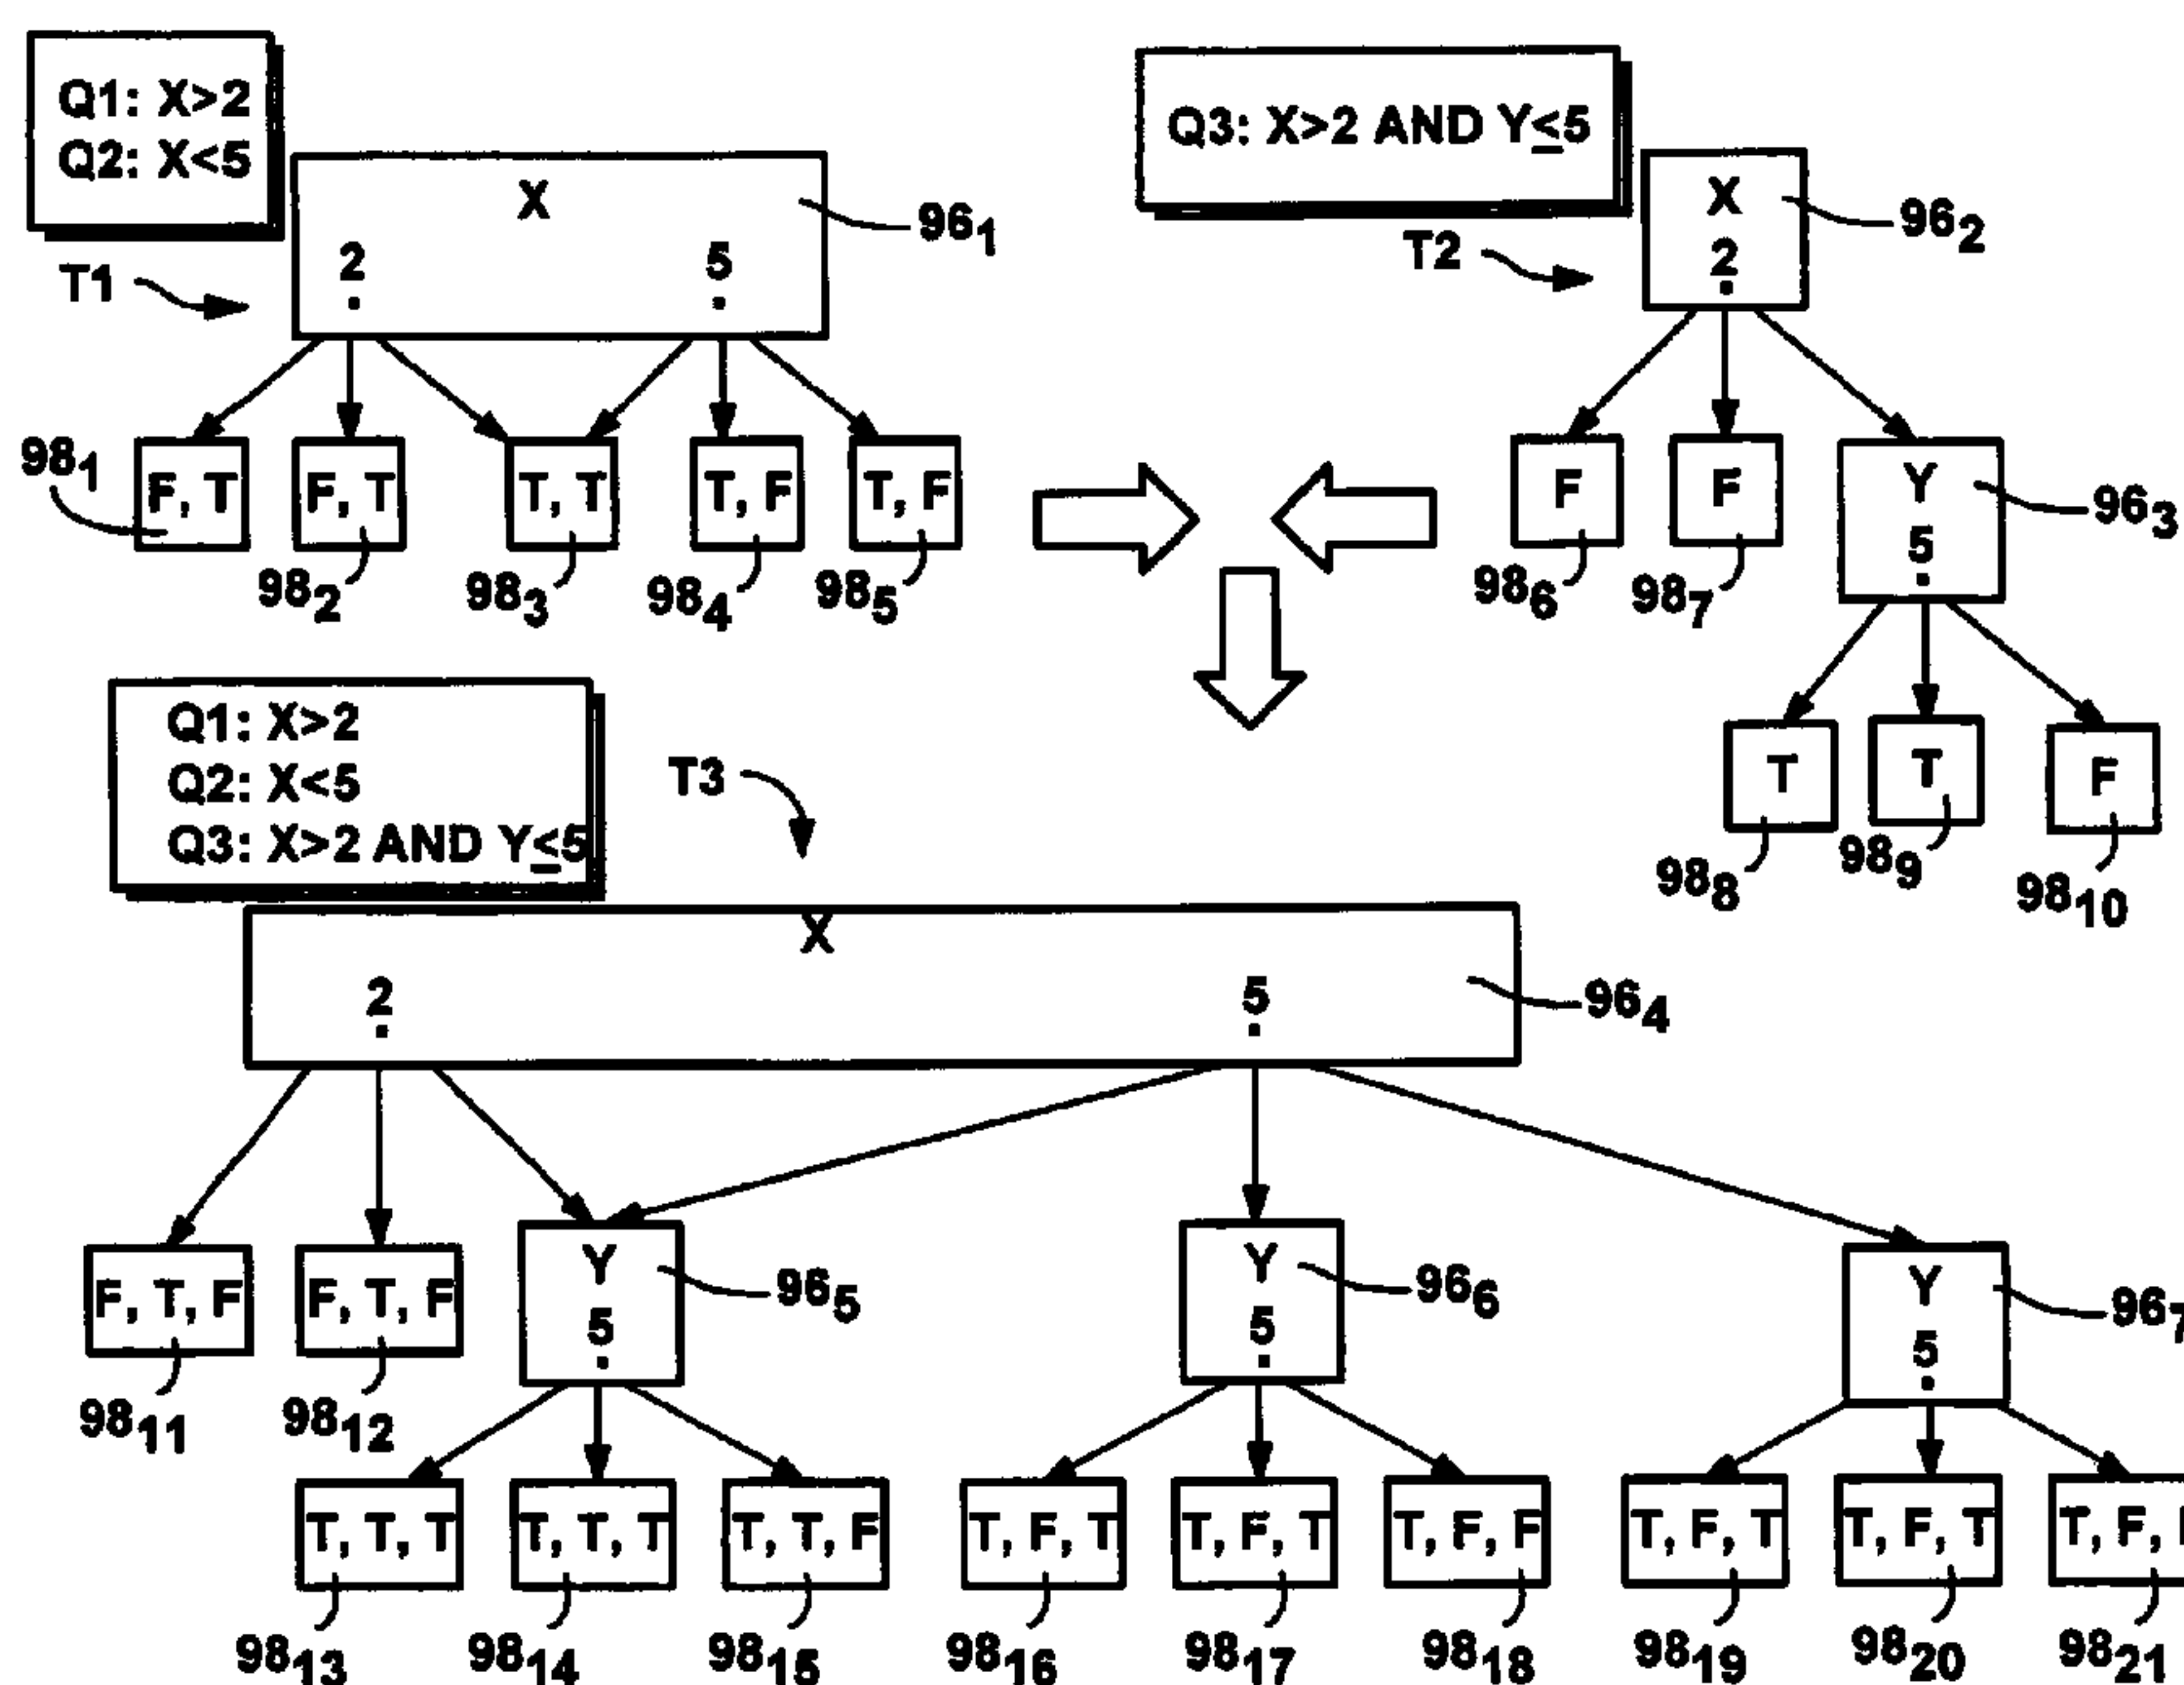 Q1: X>2
Q2: X<5
T1
X
2 5
96₁
F, T
F, T
T, T
T, F
T, F
98₁
98₂
98₃
98₄
98₅
Q3: X>2 AND Y≤5
T2
X
2
96₂
F
F
Y
5
96₃
98₆
98₇
T
T
F
98₈
98₉
98₁₀
Q1: X>2
Q2: X<5
Q3: X>2 AND Y≤5
T3
X
2 5
96₄
F, T, F
F, T, F
98₁₁
98₁₂
Y
5
96₅
Y
5
96₆
Y
5
96₇
T, T, T
T, T, T
T, T, F
T, F, T
T, F, T
T, F, F
T, F, T
T, F, T
T, F,
98₁₃
98₁₄
98₁₅
98₁₆
98₁₇
98₁₈
98₁₉
98₂₀
98₂₁